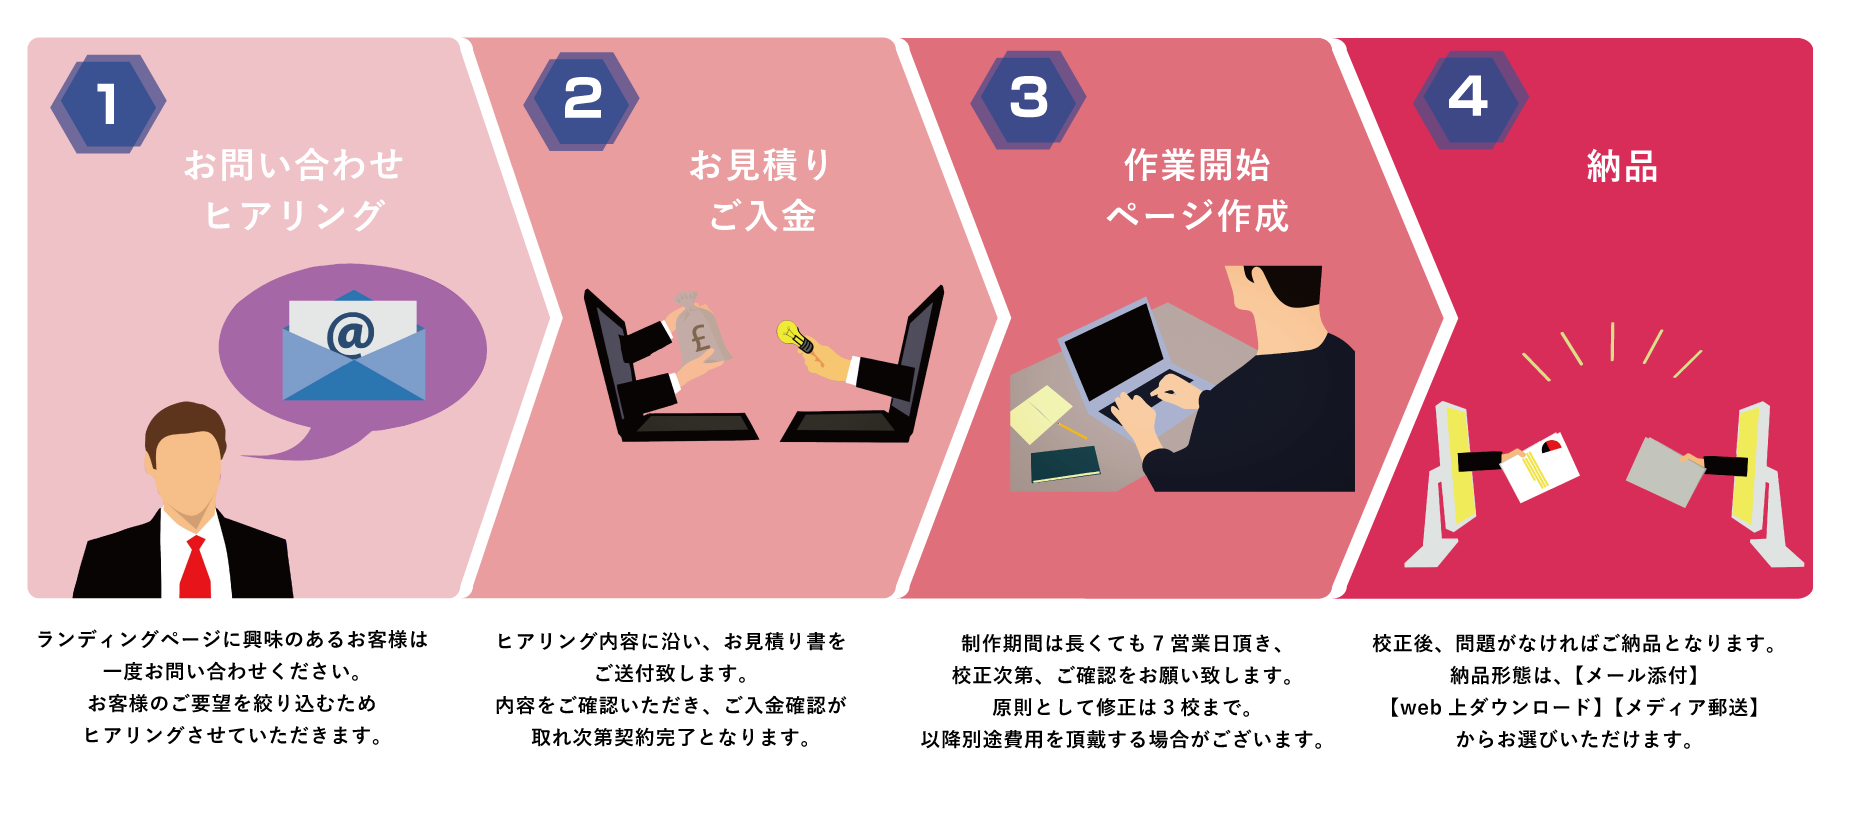 1
お問い合わせ
ヒアリング
@
ランディングページに興味のあるお客様は
一度お問い合わせください。
お客様のご要望を絞り込むため
ヒアリングさせていただきます。
2
お見積り
ご入金
£
ヒアリング内容に沿い、お見積り書を
ご送付致します。
内容をご確認いただき、ご入金確認が
取れ次第契約完了となります。
3
作業開始
ページ作成
制作期間は長くても7営業日頂き、
校正次第、ご確認をお願い致します。
原則として修正は3校まで。
以降別途費用を頂戴する場合がございます。
4
納品
校正後、問題がなければご納品となります。
納品形態は、【メール添付】
【web上ダウンロード】【メディア郵送】
からお選びいただけます。